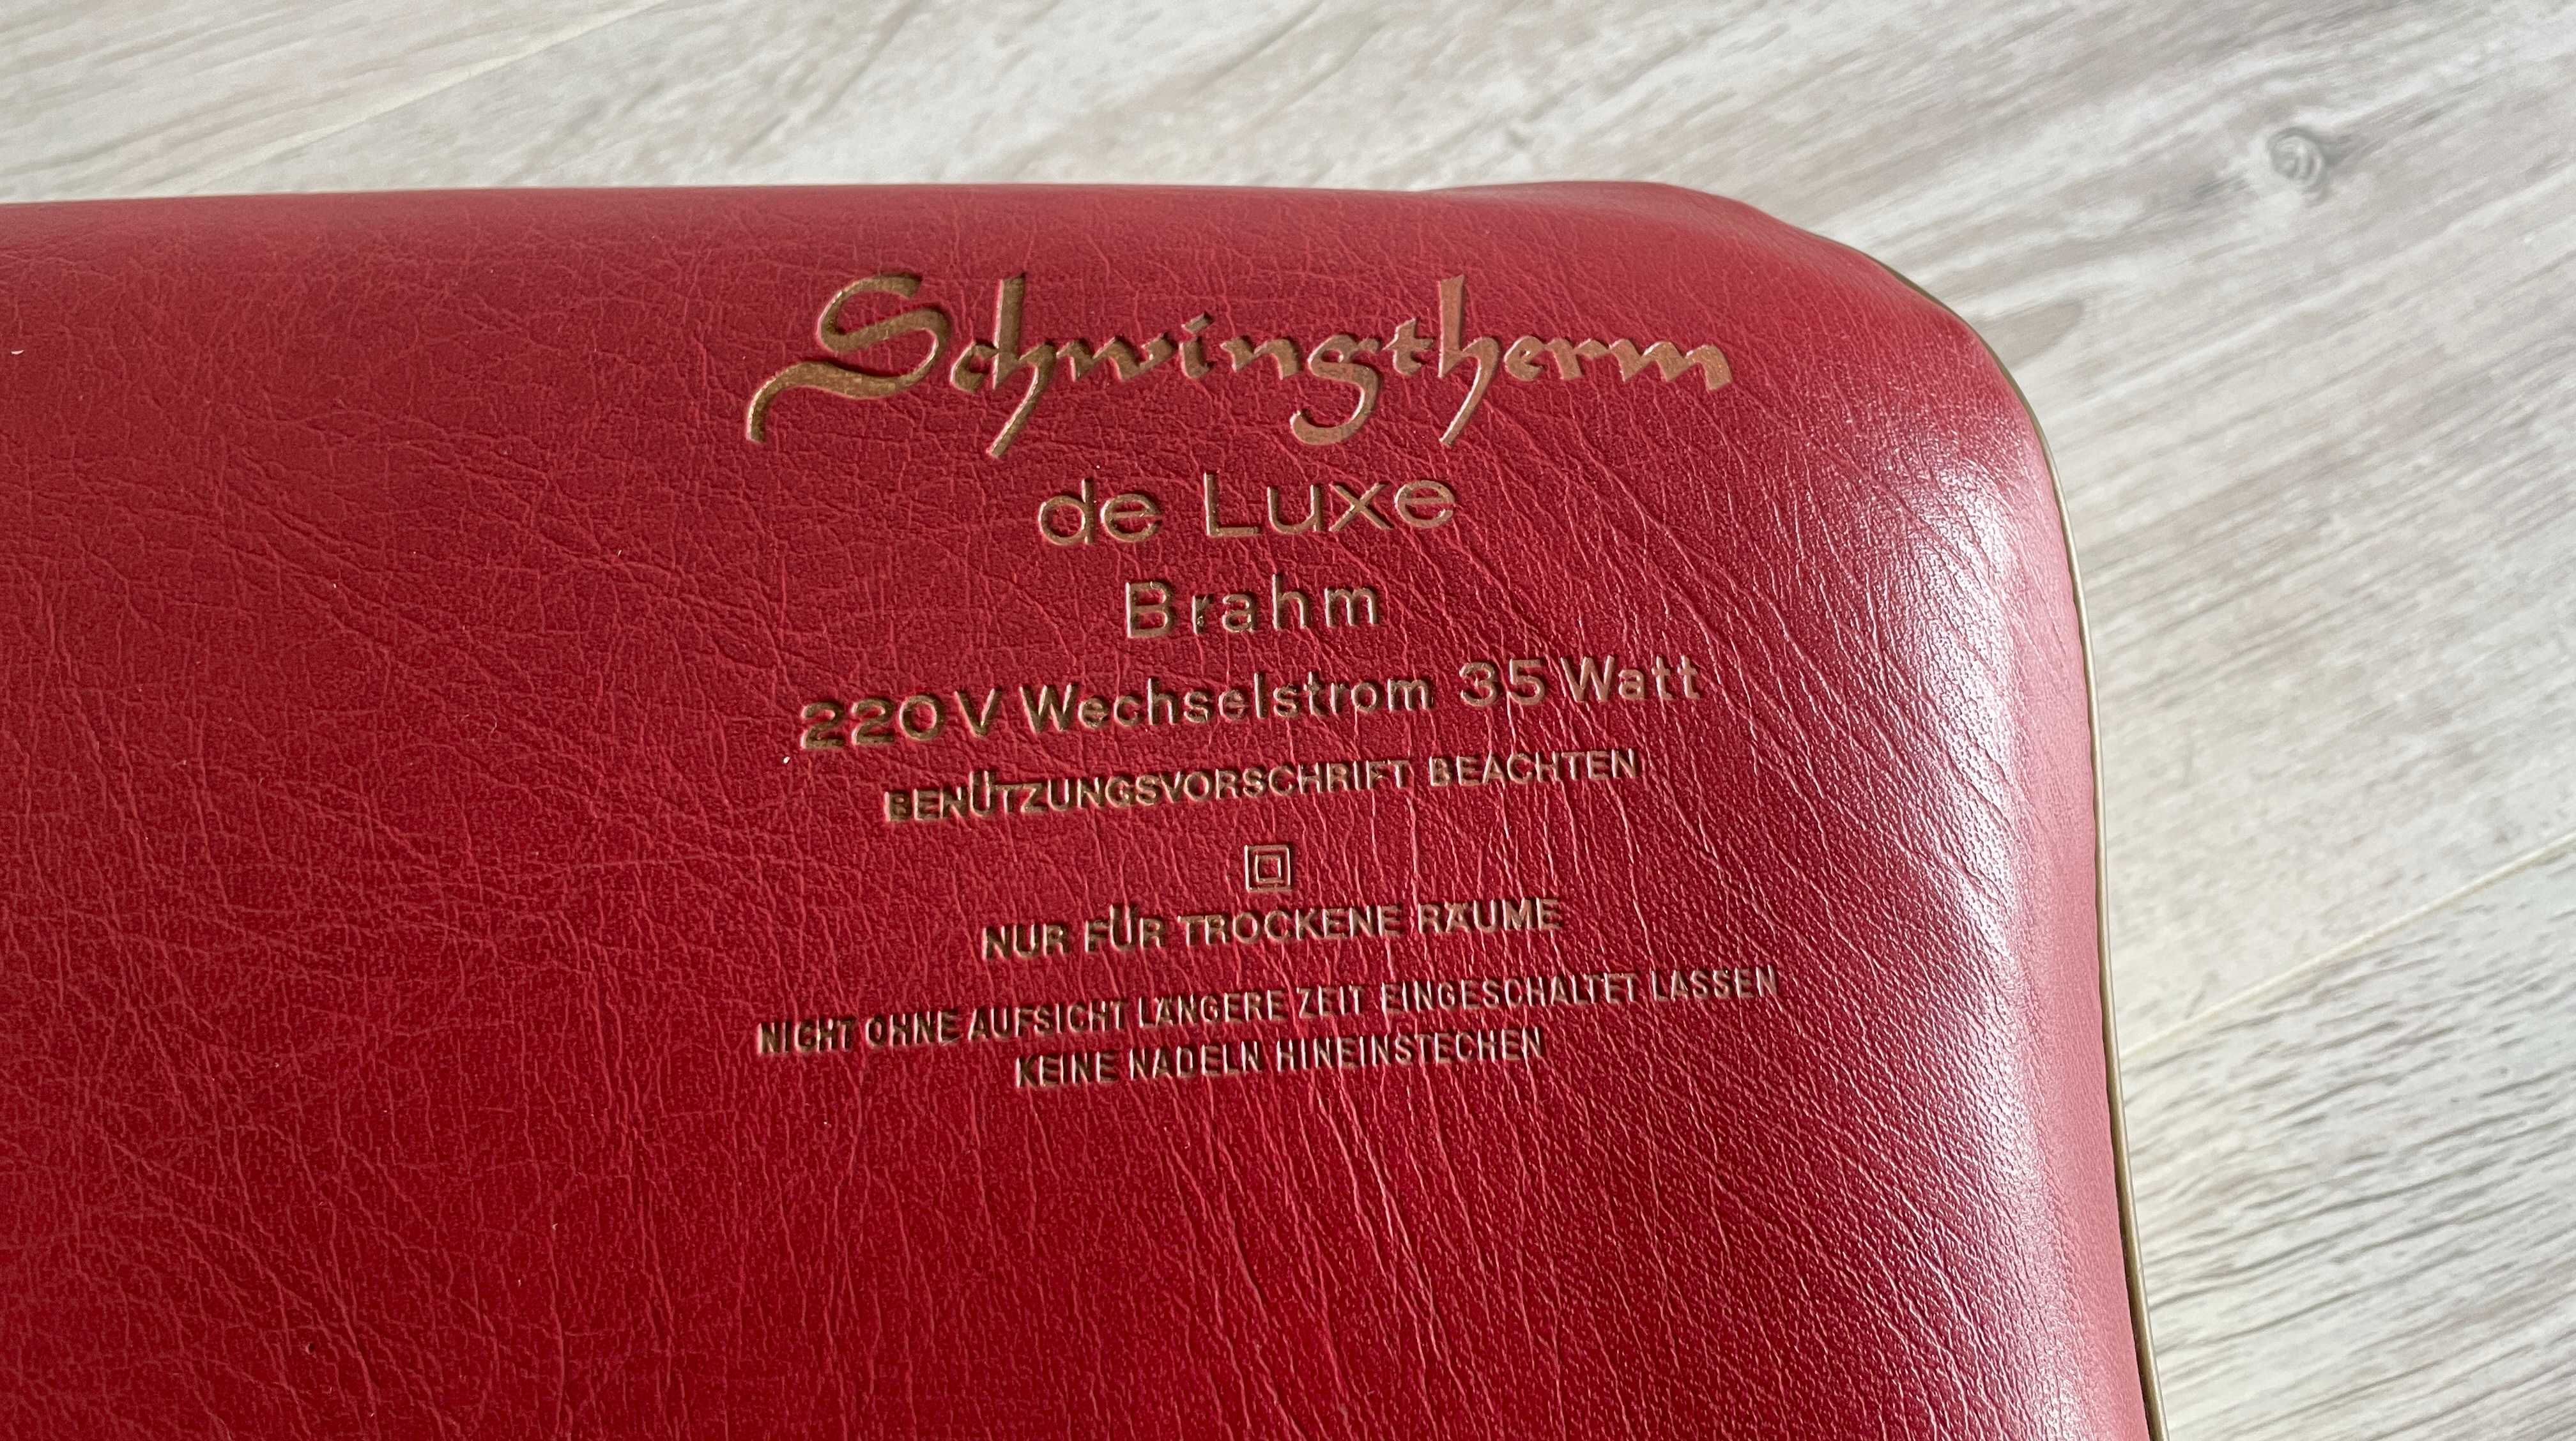 Schwingtherm
de Luxe
Brahm
220V Wechselstrom 35 Watt
BENÜTZUNGSVORSCHRIFT BEACHTEN
NUR FÜR TROCKENE RÄUME
NICHT OHNE AUFSICHT LÄNGERE ZEIT EINGESCHALTET LASSEN
KEINE NADELN HINEINSTECHEN